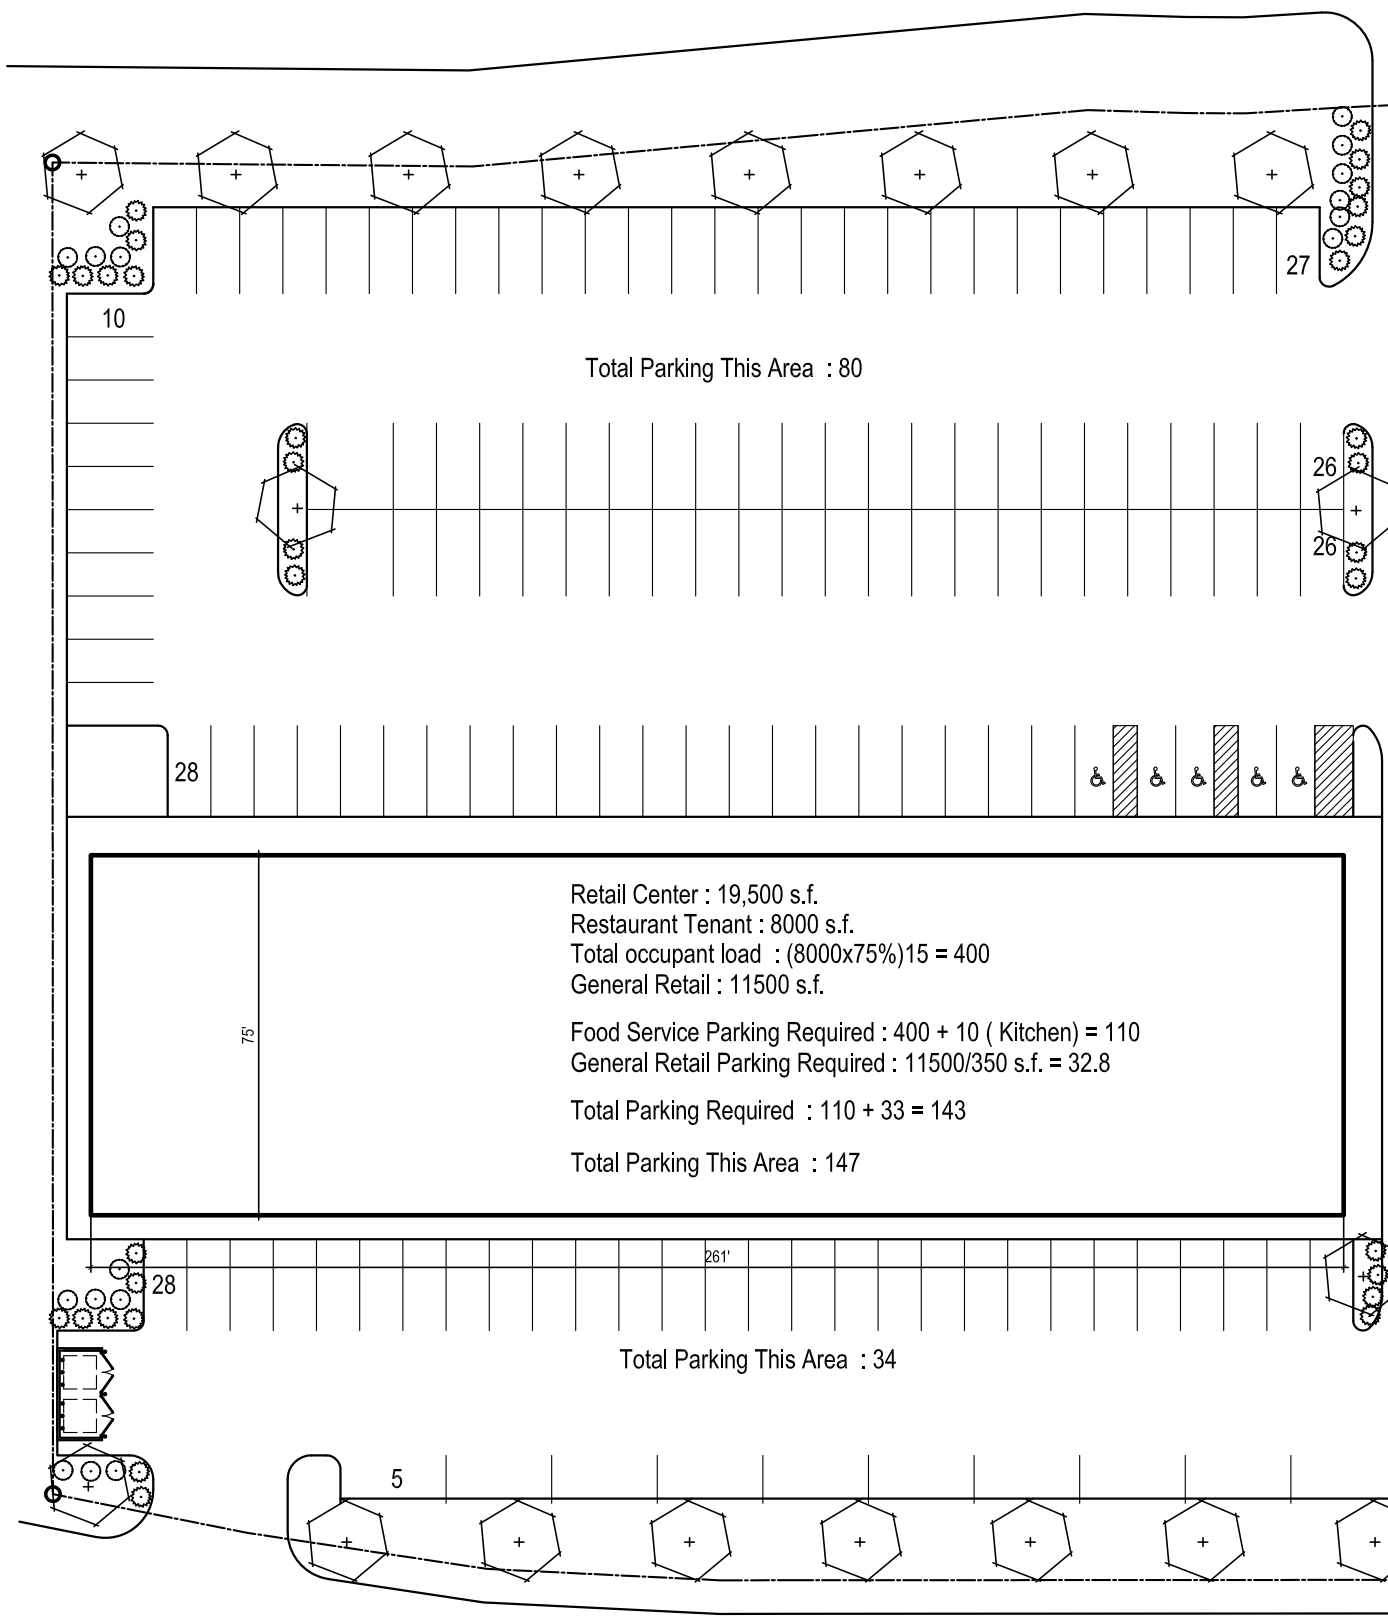 27
10
Total Parking This Area : 80
26
26
28
Retail Center : 19,500 s.f.
Restaurant Tenant : 8000 s.f.
Total occupant load : (8000x75%)15 = 400
General Retail : 11500 s.f.
75'
Food Service Parking Required : 400 + 10 ( Kitchen) = 110
General Retail Parking Required : 11500/350 s.f. = 32.8
Total Parking Required : 110 + 33 = 143
Total Parking This Area : 147
261'
28
Total Parking This Area : 34
5